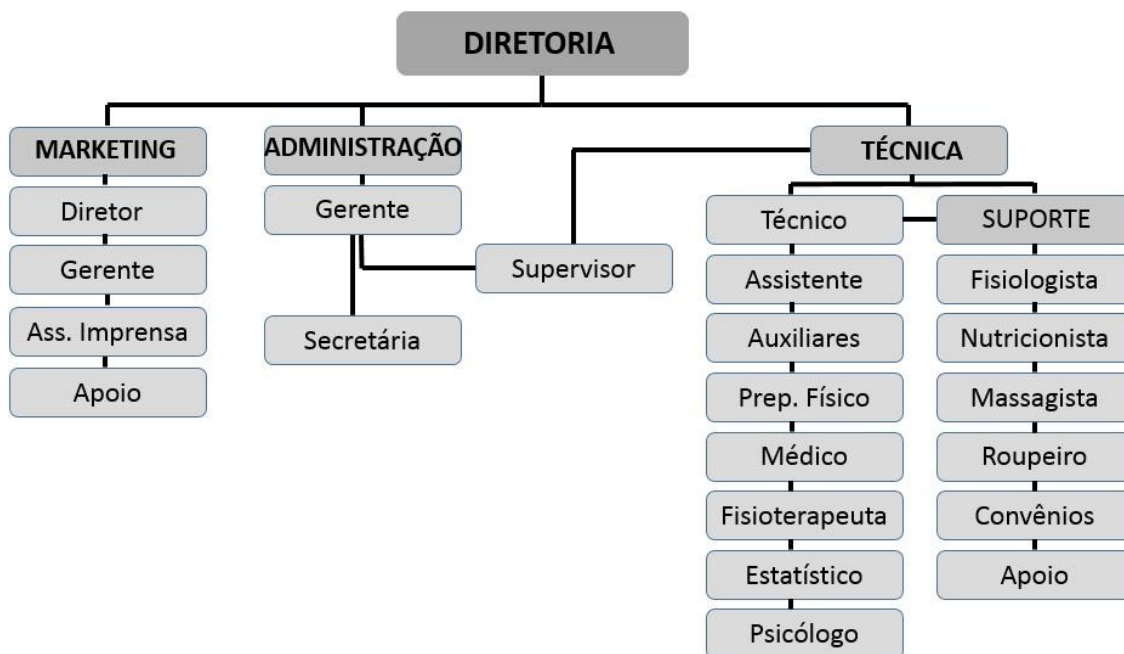 DIRETORIA
MARKETING
Diretor
Gerente
Ass. Imprensa
Apoio
ADMINISTRAÇÃO
Gerente
Supervisor
Secretária
TÉCNICA
Técnico
Assistente
Auxiliares
Prep. Físico
Médico
Fisioterapeuta
Estatístico
Psicólogo
SUPORTE
Fisiologista
Nutricionista
Massagista
Roupeiro
Convênios
Apoio